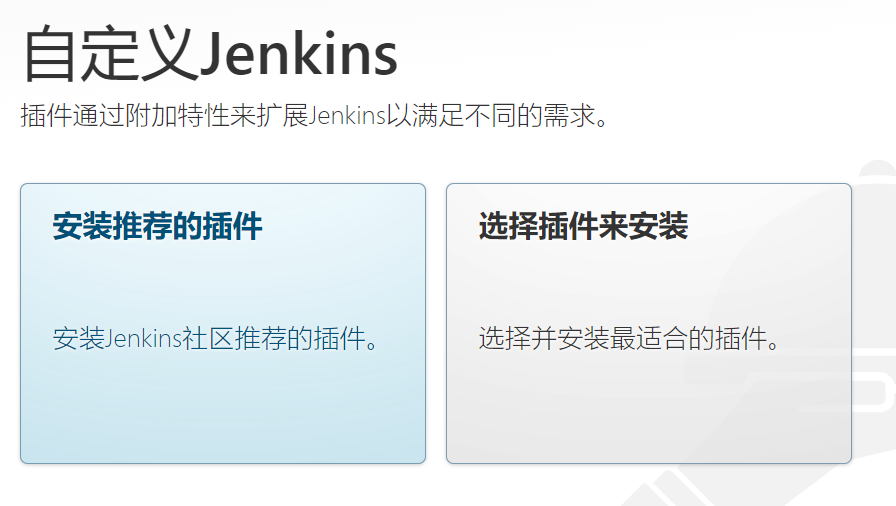 自定义Jenkins
插件通过附加特性来扩展Jenkins以满足不同的需求。
安装推荐的插件
安装Jenkins社区推荐的插件。
选择插件来安装
选择并安装最适合的插件。